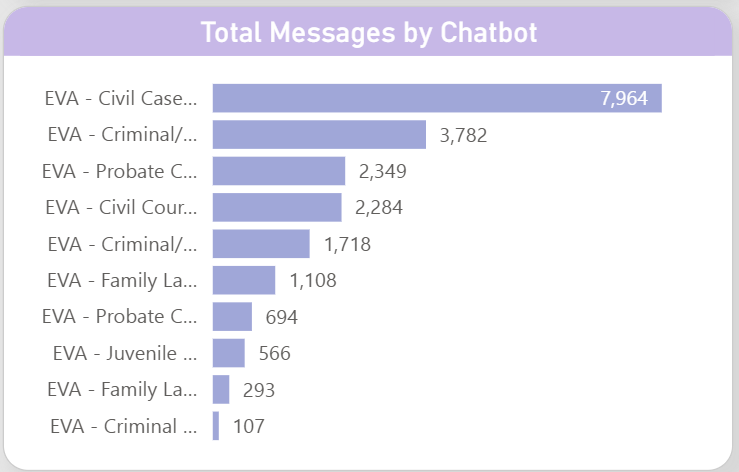 Total Messages by Chatbot
EVA - Civil Case... 7,964
EVA - Criminal/... 3,782
EVA - Probate C... 2,349
EVA - Civil Cour... 2,284
EVA - Criminal/... 1,718
EVA - Family La... 1,108
EVA - Probate C... 694
EVA - Juvenile ... 566
EVA - Family La... 293
EVA - Criminal ... 107